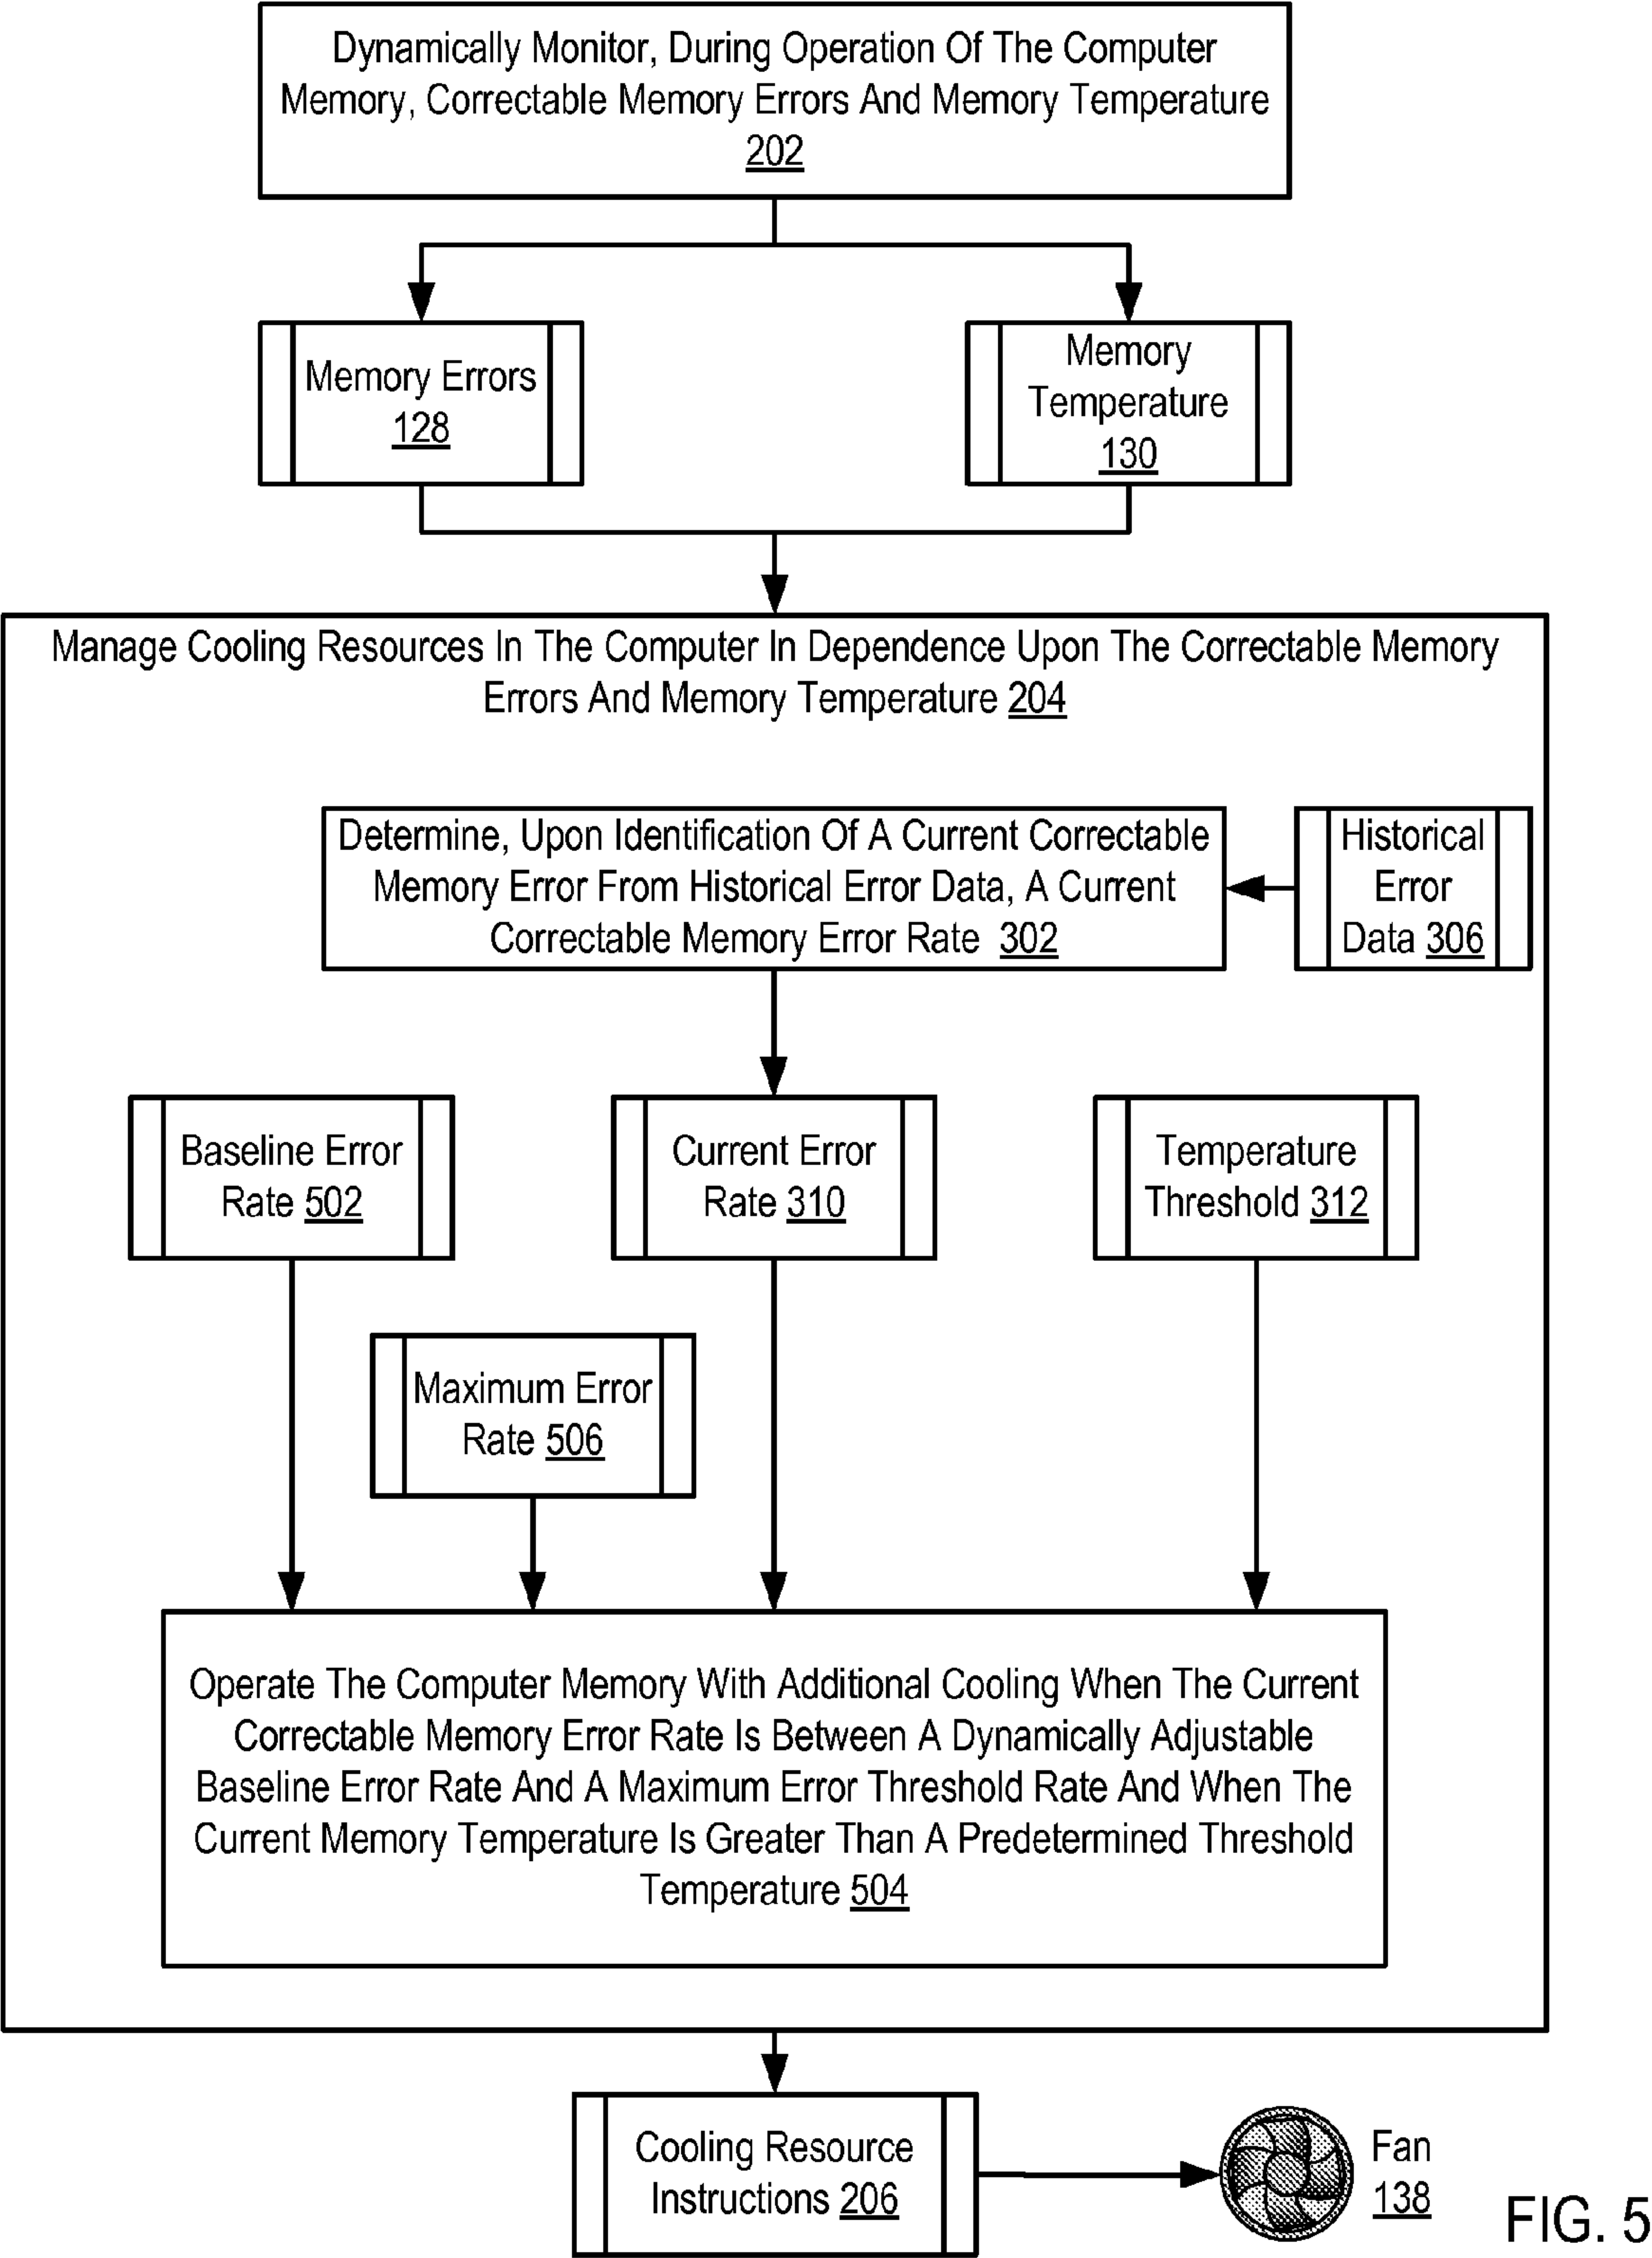 Dynamically Monitor, During Operation Of The Computer
Memory, Correctable Memory Errors And Memory Temperature
202
Memory Errors
128
Memory
Temperature
130
Manage Cooling Resources In The Computer In Dependence Upon The Correctable Memory
Errors And Memory Temperature 204
Determine, Upon Identification Of A Current Correctable
Memory Error From Historical Error Data, A Current
Correctable Memory Error Rate 302
Historical
Error
Data 306
Baseline Error
Rate 502
Current Error
Rate 310
Temperature
Threshold 312
Maximum Error
Rate 506
Operate The Computer Memory With Additional Cooling When The Current
Correctable Memory Error Rate Is Between A Dynamically Adjustable
Baseline Error Rate And A Maximum Error Threshold Rate And When The
Current Memory Temperature Is Greater Than A Predetermined Threshold
Temperature 504
Cooling Resource
Instructions 206
Fan
138
FIG. 5